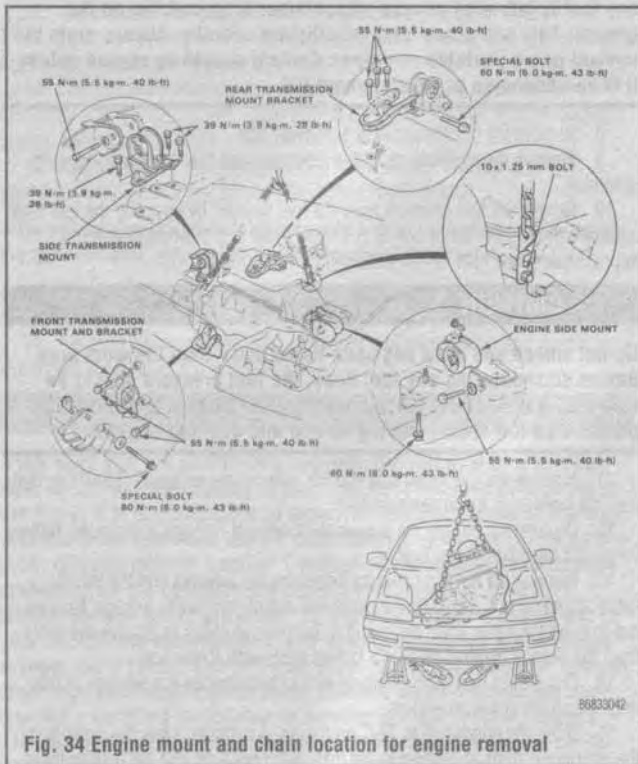 55 N·m (5.5 kg-m, 40 lb-ft)
SPECIAL BOLT
60 N·m (6.0 kg-m, 43 lb-ft)
REAR TRANSMISSION
MOUNT BRACKET
55 N·m (5.5 kg-m, 40 lb-ft)
39 N·m (3.9 kg-m, 28 lb-ft)
39 N·m (3.9 kg-m,
28 lb-ft)
SIDE TRANSMISSION
MOUNT
10 x 1.25 mm BOLT
FRONT TRANSMISSION
MOUNT AND BRACKET
ENGINE SIDE MOUNT
55 N·m (5.5 kg-m, 40 lb-ft)
SPECIAL BOLT
60 N·m (6.0 kg-m, 43 lb-ft)
55 N·m (5.5 kg-m, 40 lb-ft)
60 N·m (6.0 kg-m, 43 lb-ft)
86833042
Fig. 34 Engine mount and chain location for engine removal